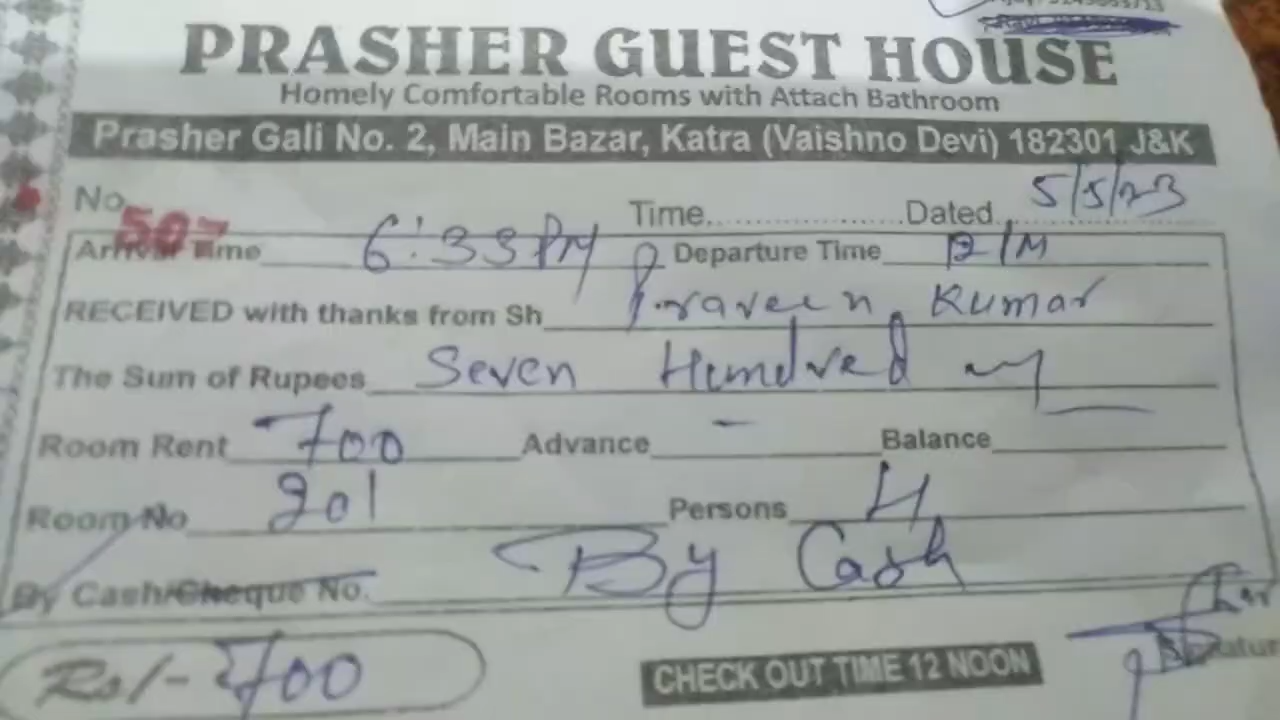 PRASHER GUEST HOUSE
Homely Comfortable Rooms with Attach Bathroom
Prasher Gali No. 2, Main Bazar, Katra (Vaishno Devi) 182301 J&K
No. 507 Time.................... Dated 5/5/23
Arrival Time 6:33 PM Departure Time
RECEIVED with thanks from Sh Praveen Kumar
The Sum of Rupees Seven Hundred
Room Rent 700 Advance - Balance
Room No 201 Persons 4
By Cash/Cheque No. By Cash
Rs/- 700 CHECK OUT TIME 12 NOON